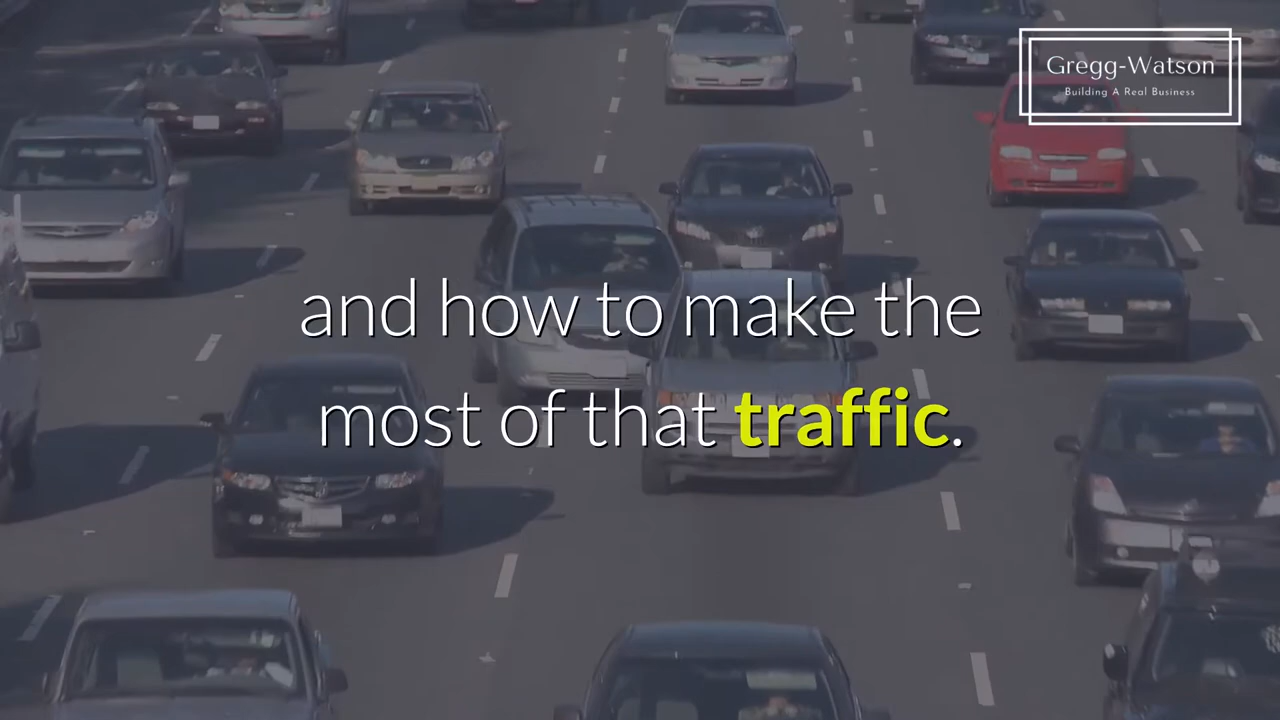 Gregg-Watson
Building A Real Business
and how to make the
most of that traffic.